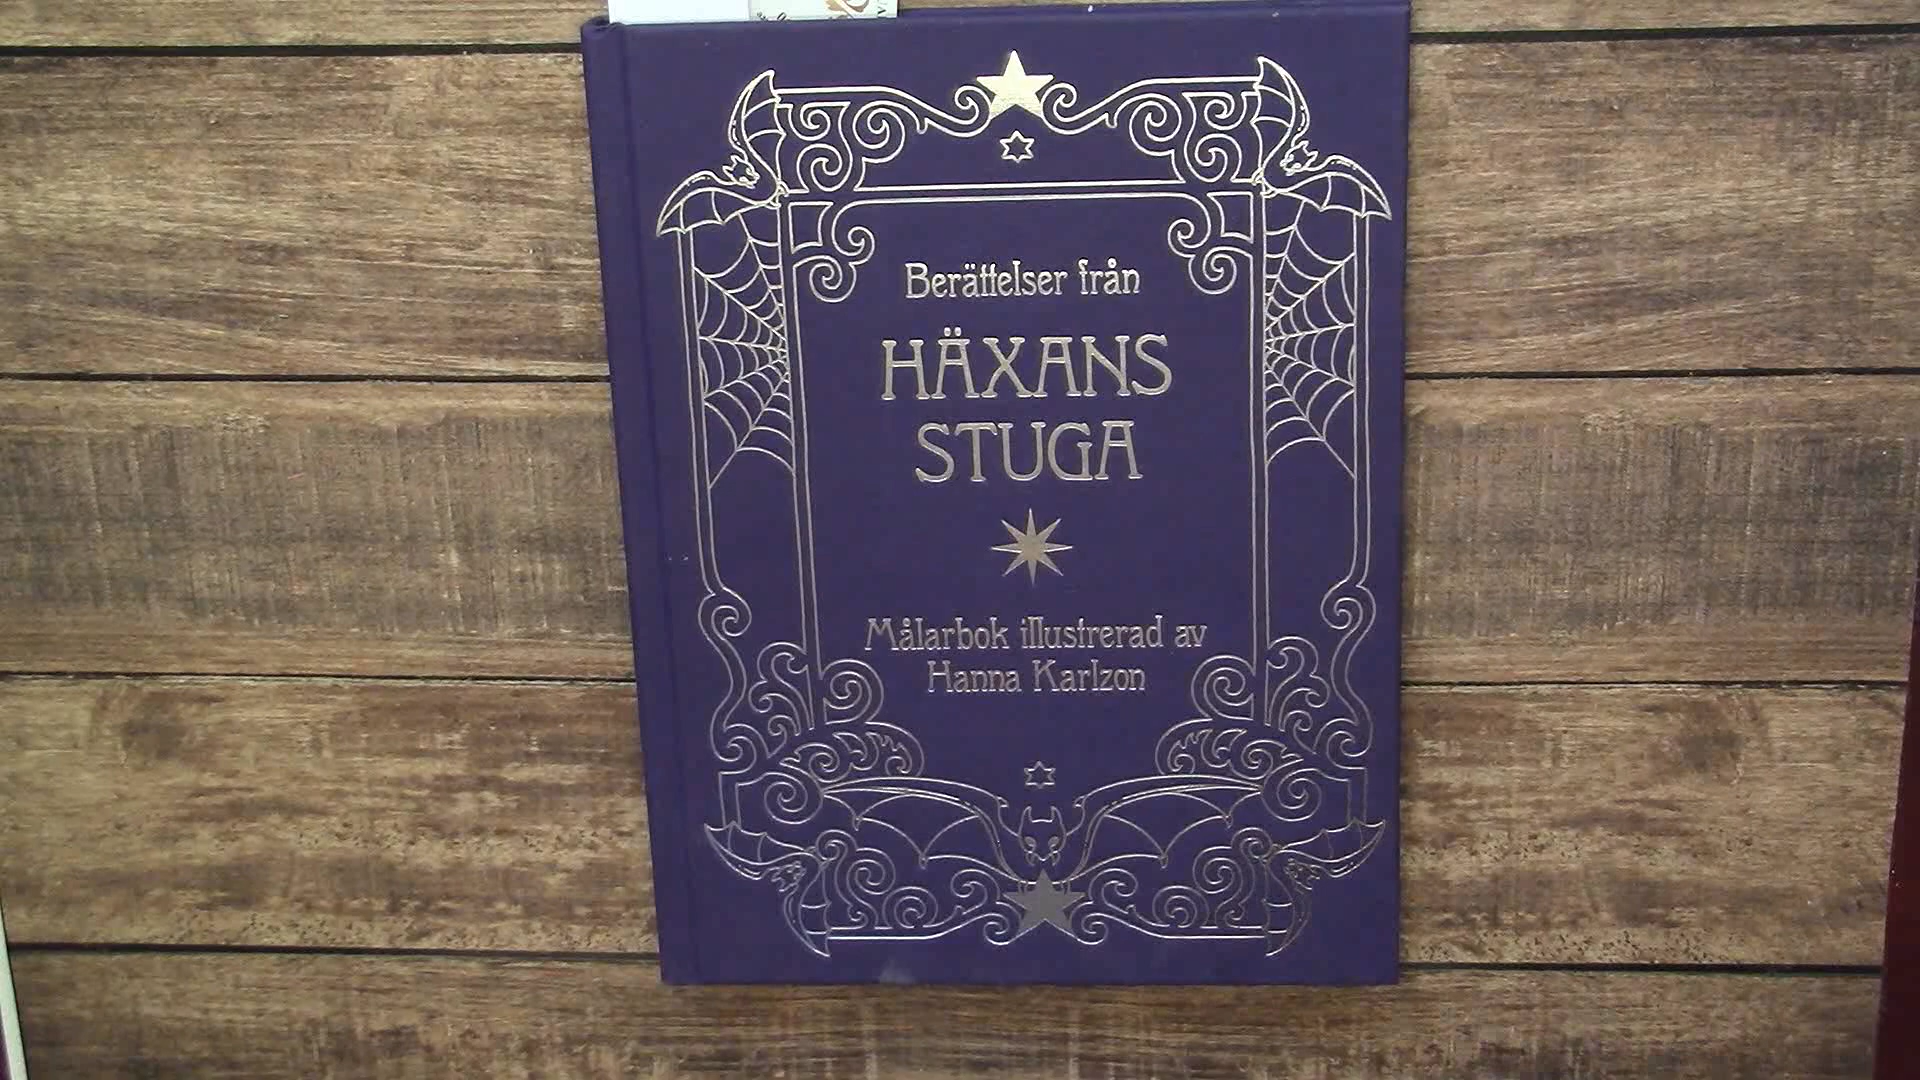 Berättelser från
HÄXANS
STUGA
Målarbok illustrerad av
Hanna Karlzon